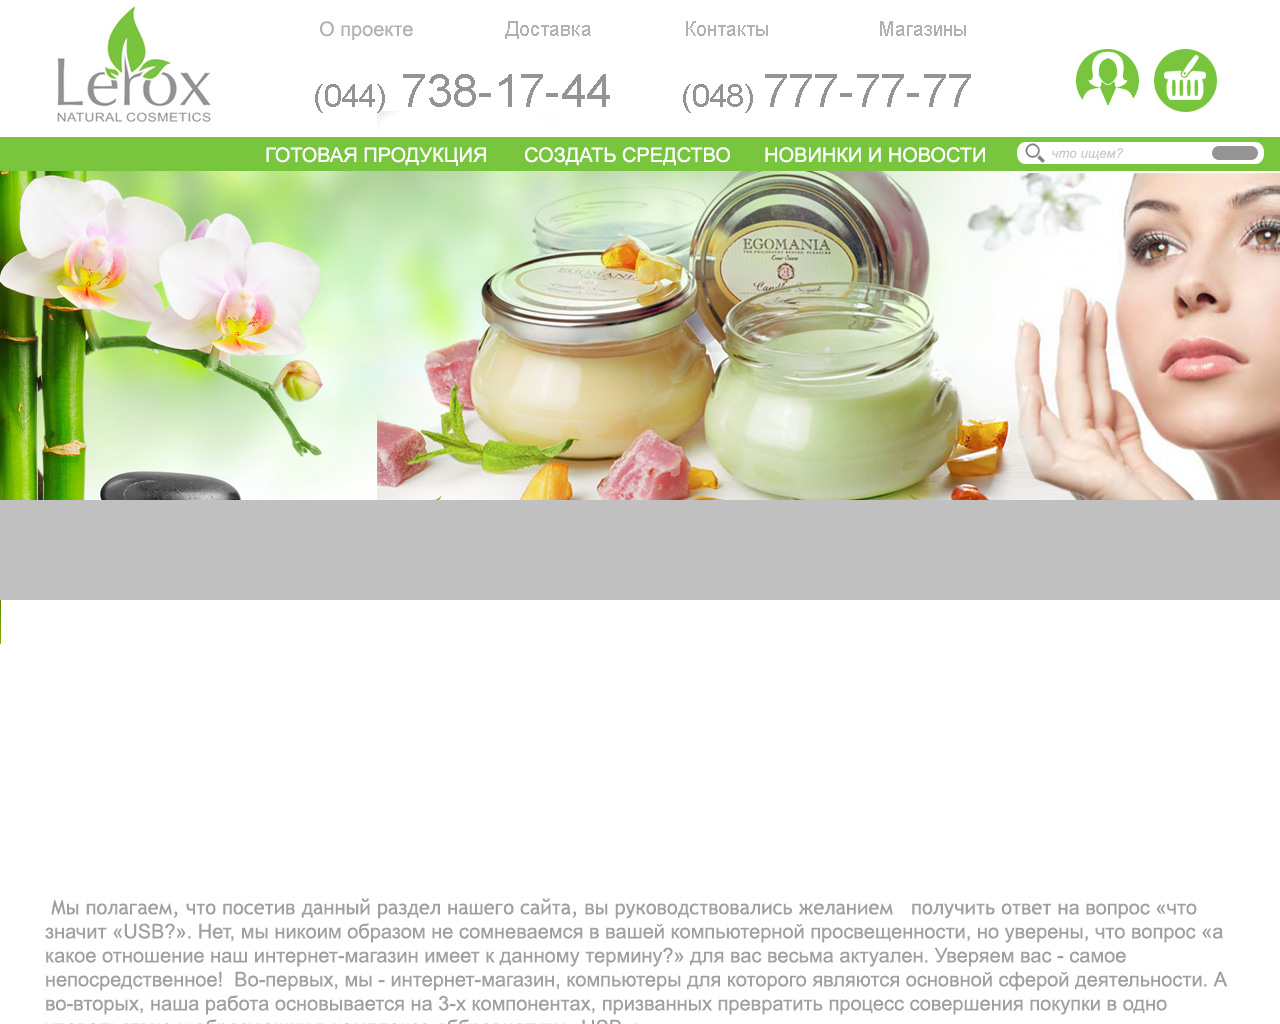 О проекте
Доставка
Контакты
Магазины
Lerox
NATURAL COSMETICS
(044) 738-17-44
(048) 777-77-77
ГОТОВАЯ ПРОДУКЦИЯ
СОЗДАТЬ СРЕДСТВО
НОВИНКИ И НОВОСТИ
что ищем?
EGOMANIA
EGOMANIA
Мы полагаем, что посетив данный раздел нашего сайта, вы руководствовались желанием получить ответ на вопрос «что
значит «USB?». Нет, мы никоим образом не сомневаемся в вашей компьютерной просвещенности, но уверены, что вопрос «а
какое отношение наш интернет-магазин имеет к данному термину?» для вас весьма актуален. Уверяем вас - самое
непосредственное! Во-первых, мы - интернет-магазин, компьютеры для которого являются основной сферой деятельности. А
во-вторых, наша работа основывается на 3-х компонентах, призванных превратить процесс совершения покупки в одно